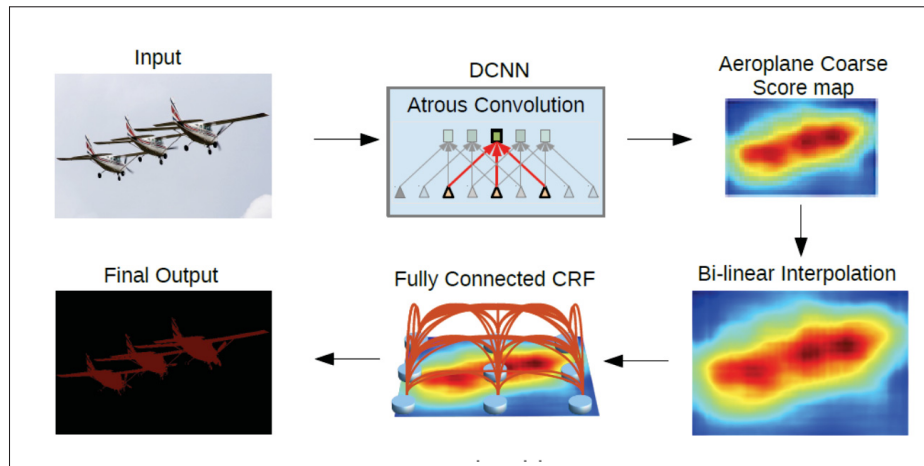 Input
DCNN
Atrous Convolution
Aeroplane Coarse
Score map
Final Output
Fully Connected CRF
Bi-linear Interpolation